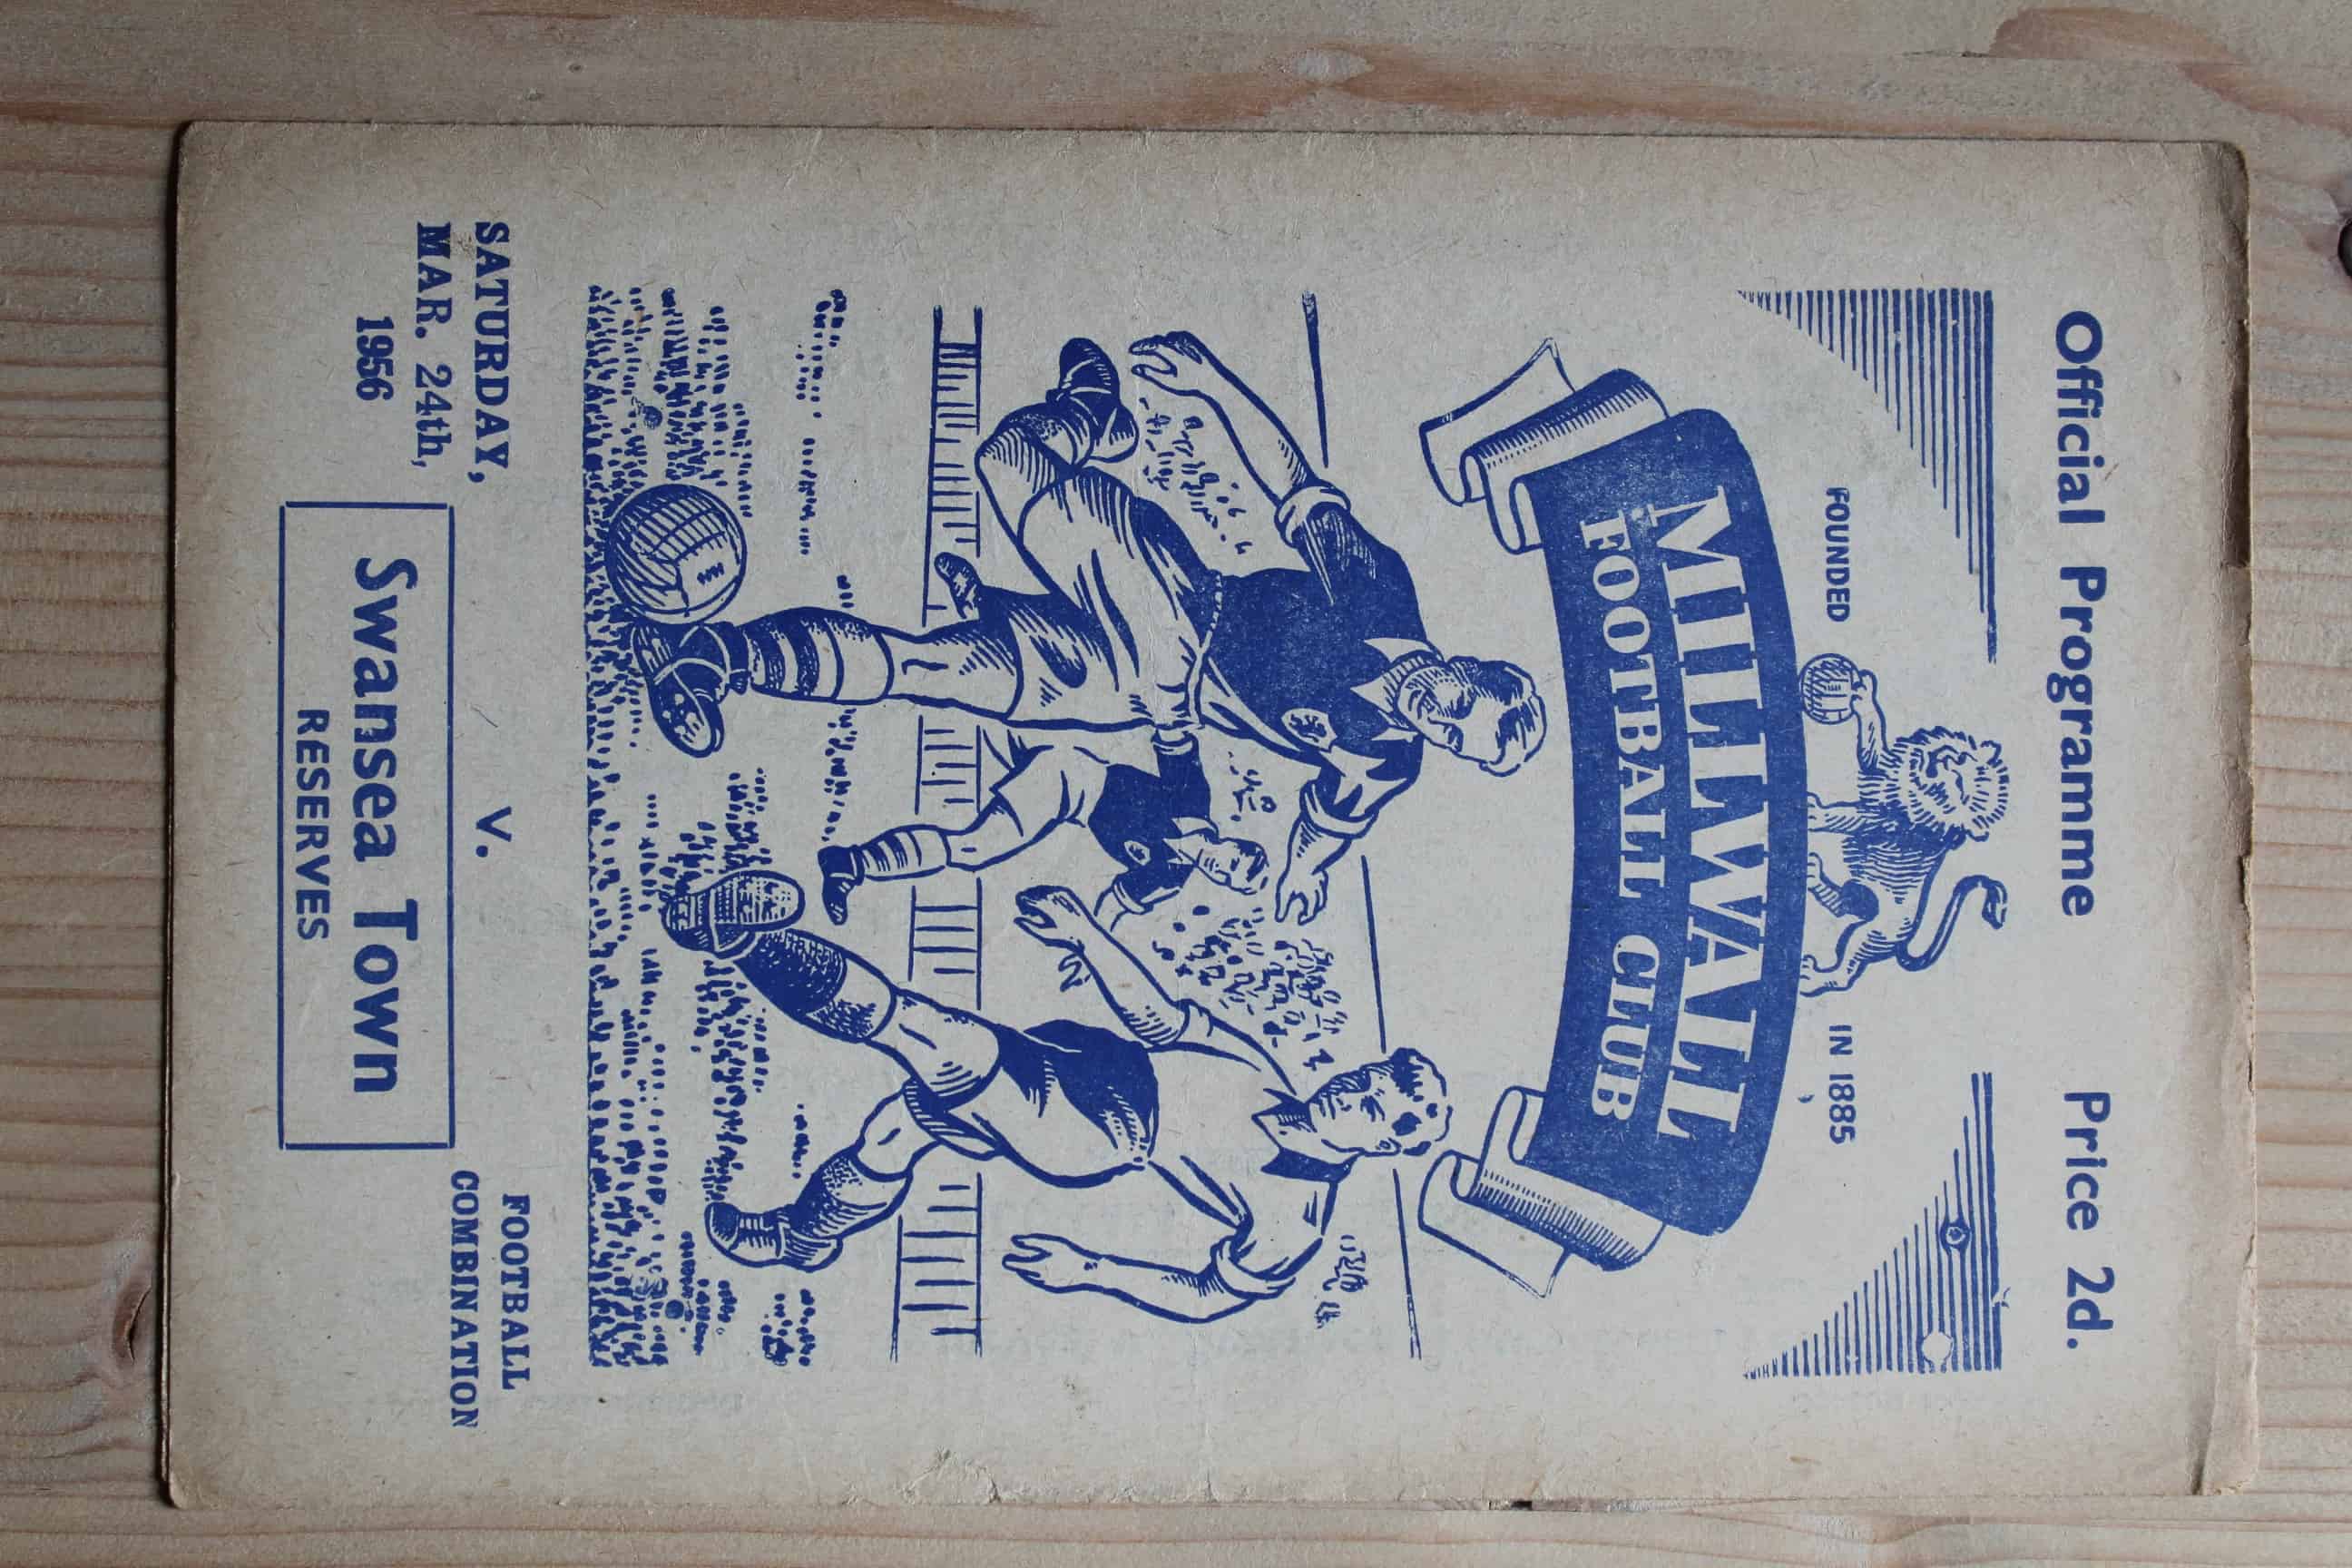 Official Programme Price 2d.
FOUNDED IN 1885
MILLWALL
FOOTBALL CLUB
SATURDAY,
MAR. 24th,
1956
V.
FOOTBALL
COMBINATION
Swansea Town
RESERVES